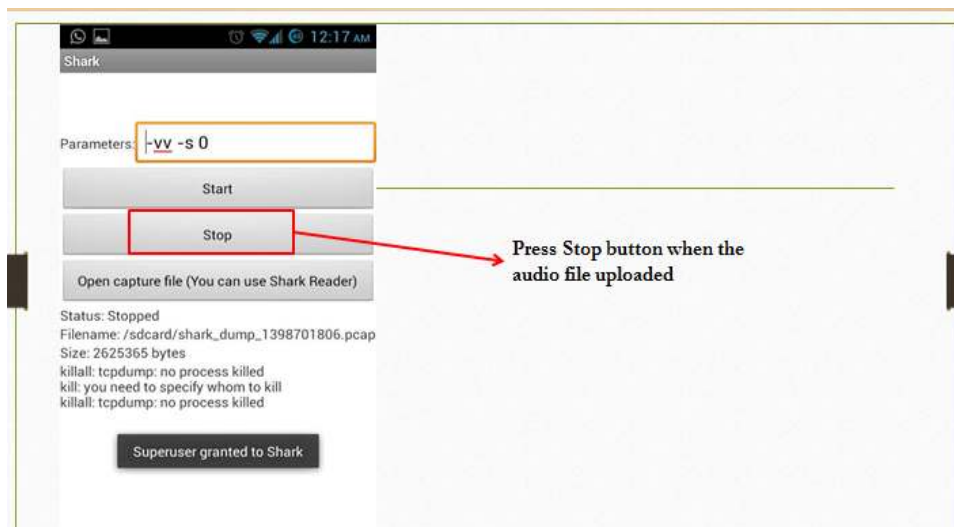 12:17 AM
Shark
Parameters: -vv -s 0
Start
Stop
Press Stop button when the
audio file uploaded
Open capture file (You can use Shark Reader)
Status: Stopped
Filename: /sdcard/shark_dump_1398701806.pcap
Size: 2625365 bytes
killall: tcpdump: no process killed
kill: you need to specify whom to kill
killall: tcpdump: no process killed
Superuser granted to Shark